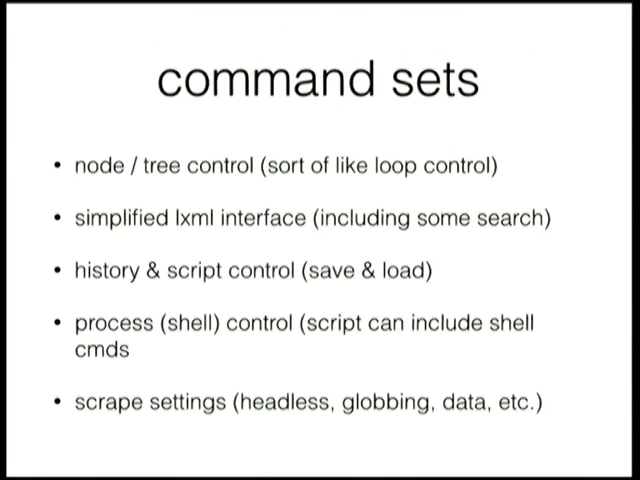 command sets
• node / tree control (sort of like loop control)
• simplified lxml interface (including some search)
• history & script control (save & load)
• process (shell) control (script can include shell
cmds
• scrape settings (headless, globbing, data, etc.)